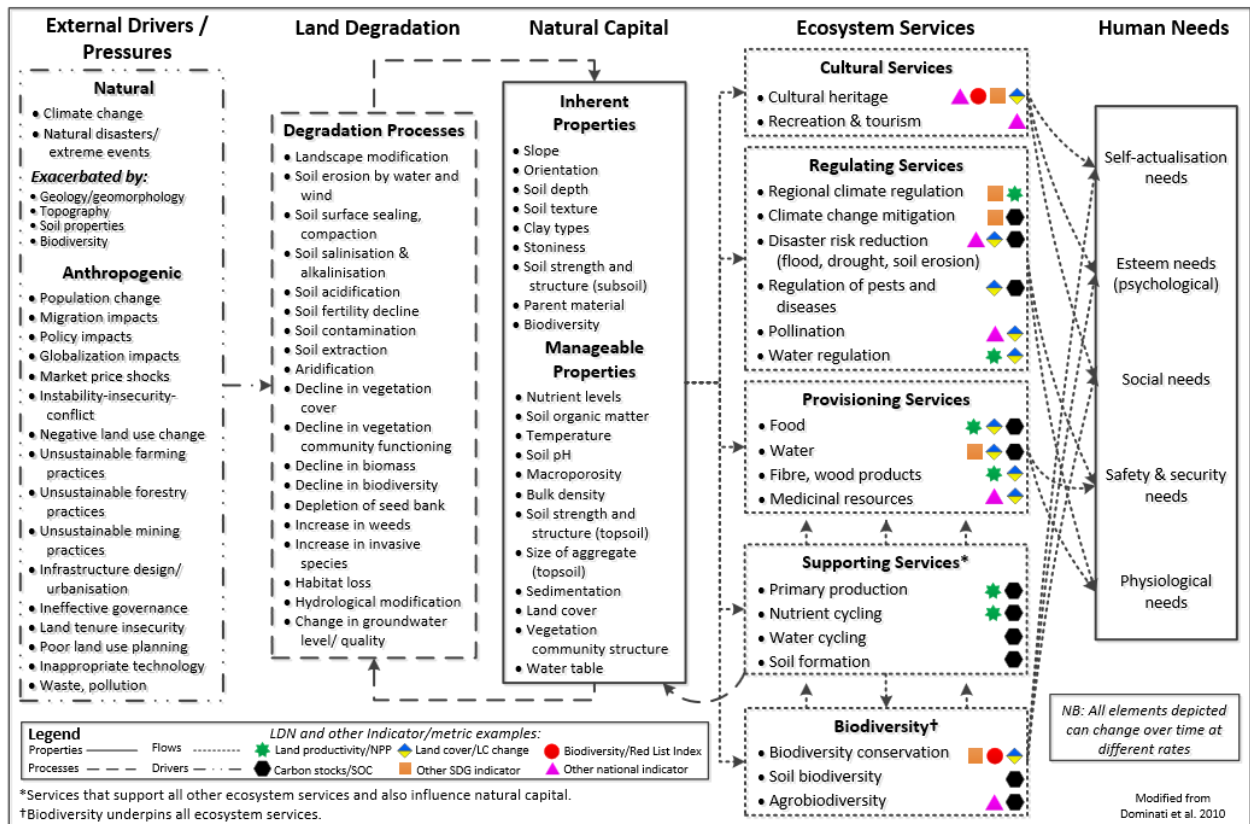 External Drivers /
Pressures
Natural
• Climate change
• Natural disasters/
extreme events
Exacerbated by:
• Geology/geomorphology
• Topography
• Soil properties
• Biodiversity
Anthropogenic
• Population change
• Migration impacts
• Policy impacts
• Globalization impacts
• Market price shocks
• Instability-insecurity-
conflict
• Negative land use change
• Unsustainable farming
practices
• Unsustainable forestry
practices
• Unsustainable mining
practices
• Infrastructure design/
urbanisation
• Ineffective governance
• Land tenure insecurity
• Poor land use planning
• Inappropriate technology
• Waste, pollution
Land Degradation
Degradation Processes
• Landscape modification
• Soil erosion by water and
wind
• Soil surface sealing,
compaction
• Soil salinisation &
alkalinisation
• Soil acidification
• Soil fertility decline
• Soil contamination
• Soil extraction
• Aridification
• Decline in vegetation
cover
• Decline in vegetation
community functioning
• Decline in biomass
• Decline in biodiversity
• Depletion of seed bank
• Increase in weeds
• Increase in invasive
species
• Habitat loss
• Hydrological modification
• Change in groundwater
level/ quality
Natural Capital
Inherent
Properties
• Slope
• Orientation
• Soil depth
• Soil texture
• Clay types
• Stoniness
• Soil strength and
structure (subsoil)
• Parent material
• Biodiversity
Manageable
Properties
• Nutrient levels
• Soil organic matter
• Temperature
• Soil pH
• Macroporosity
• Bulk density
• Soil strength and
structure (topsoil)
• Size of aggregate
(topsoil)
• Sedimentation
• Land cover
• Vegetation
community structure
• Water table
Ecosystem Services
Cultural Services
• Cultural heritage
• Recreation & tourism
Regulating Services
• Regional climate regulation
• Climate change mitigation
• Disaster risk reduction
(flood, drought, soil erosion)
• Regulation of pests and
diseases
• Pollination
• Water regulation
Provisioning Services
• Food
• Water
• Fibre, wood products
• Medicinal resources
Supporting Services*
• Primary production
• Nutrient cycling
• Water cycling
• Soil formation
Biodiversity†
• Biodiversity conservation
• Soil biodiversity
• Agrobiodiversity
Human Needs
Self-actualisation
needs
Esteem needs
(psychological)
Social needs
Safety & security
needs
Physiological
needs
NB: All elements depicted
can change over time at
different rates
Legend
LDN and other Indicator/metric examples:
Properties Flows Land productivity/NPP Land cover/LC change Biodiversity/Red List Index
Processes Drivers Carbon stocks/SOC Other SDG indicator Other national indicator
*Services that support all other ecosystem services and also influence natural capital.
†Biodiversity underpins all ecosystem services.
Modified from
Dominati et al. 2010